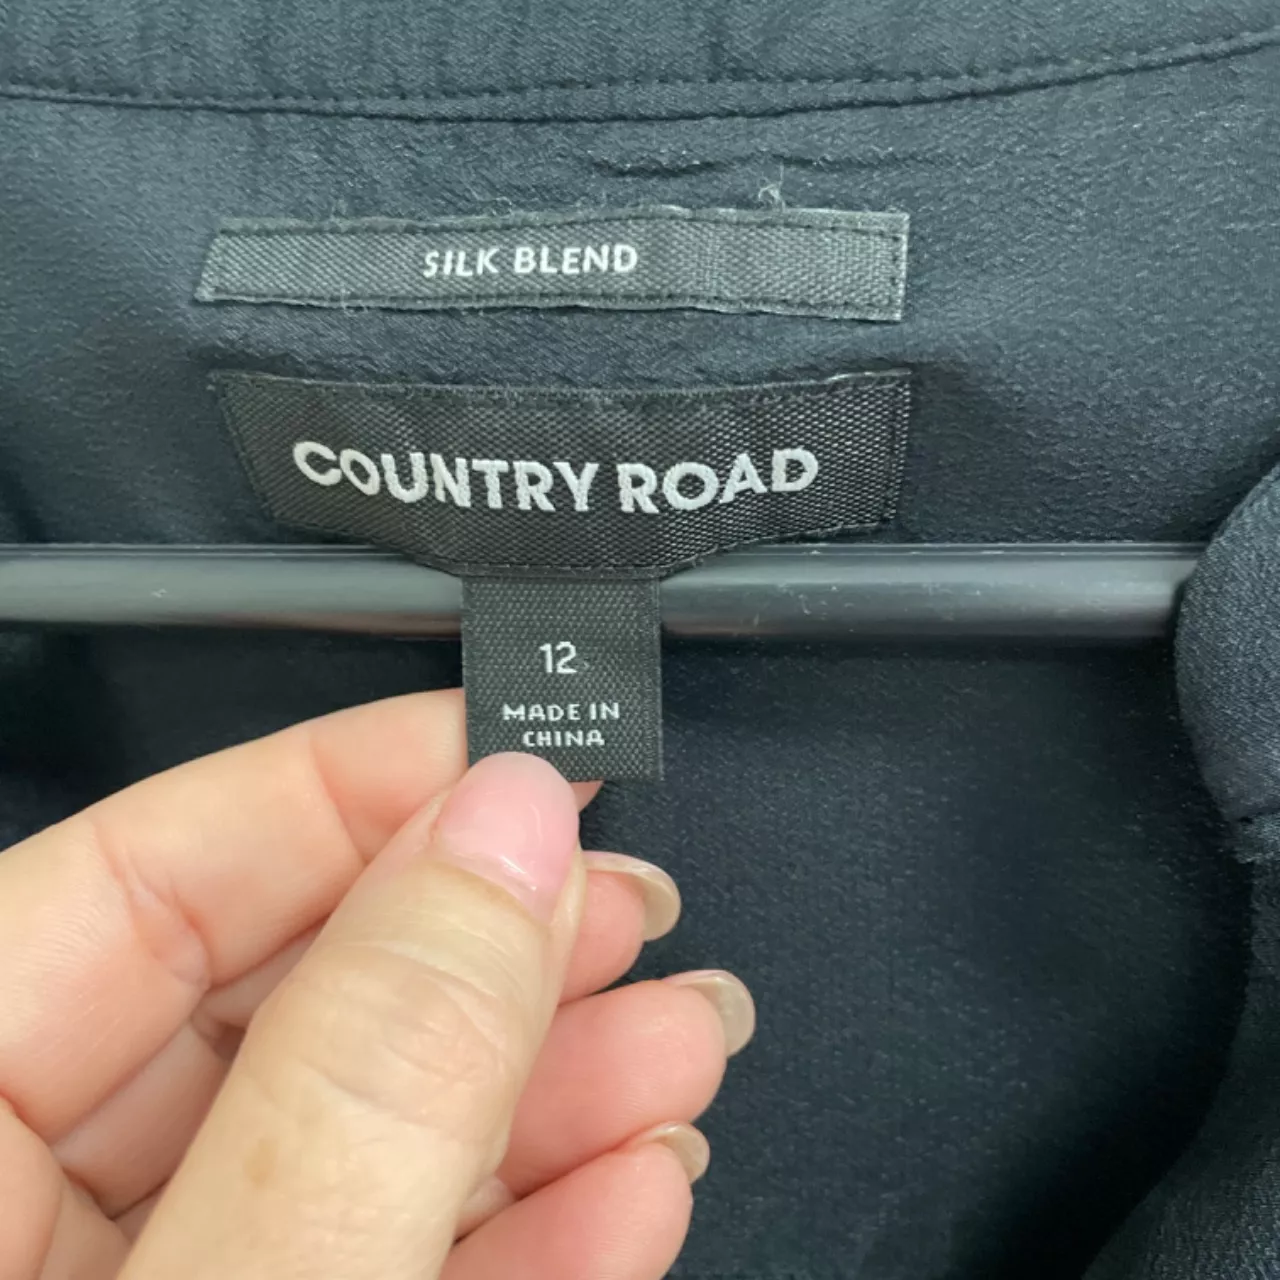 SILK BLEND
COUNTRY ROAD
12
MADE IN
CHINA